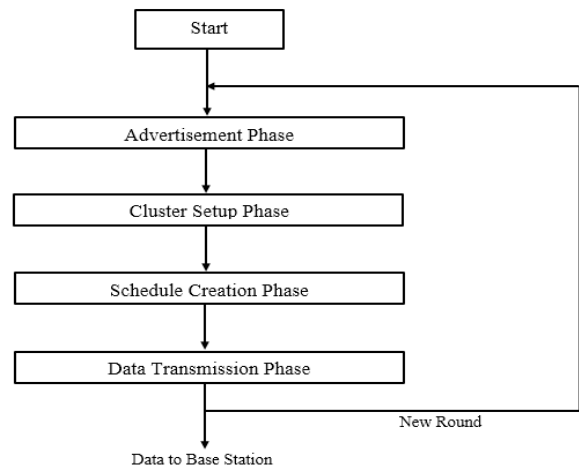 Start
Advertisement Phase
Cluster Setup Phase
Schedule Creation Phase
Data Transmission Phase
New Round
Data to Base Station